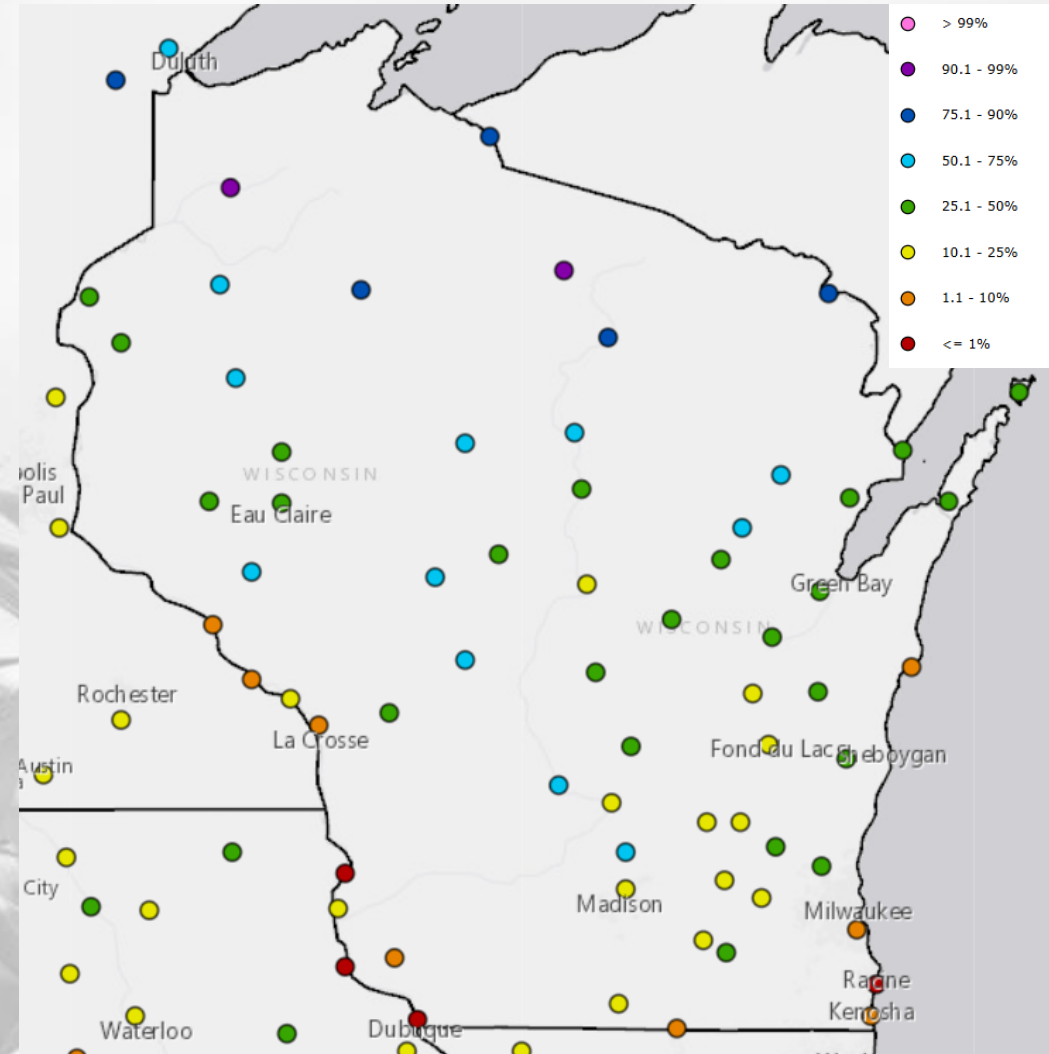 > 99%
90.1 - 99%
75.1 - 90%
50.1 - 75%
25.1 - 50%
10.1 - 25%
1.1 - 10%
<= 1%
Duluth
WISCONSIN
polis
Paul
Eau Claire
Green Bay
WISCONSIN
Rochester
La Crosse
Fond du Lac
Sheboygan
Austin
a
City
Madison
Milwaukee
Racine
Kenosha
Waterloo
Dubuque